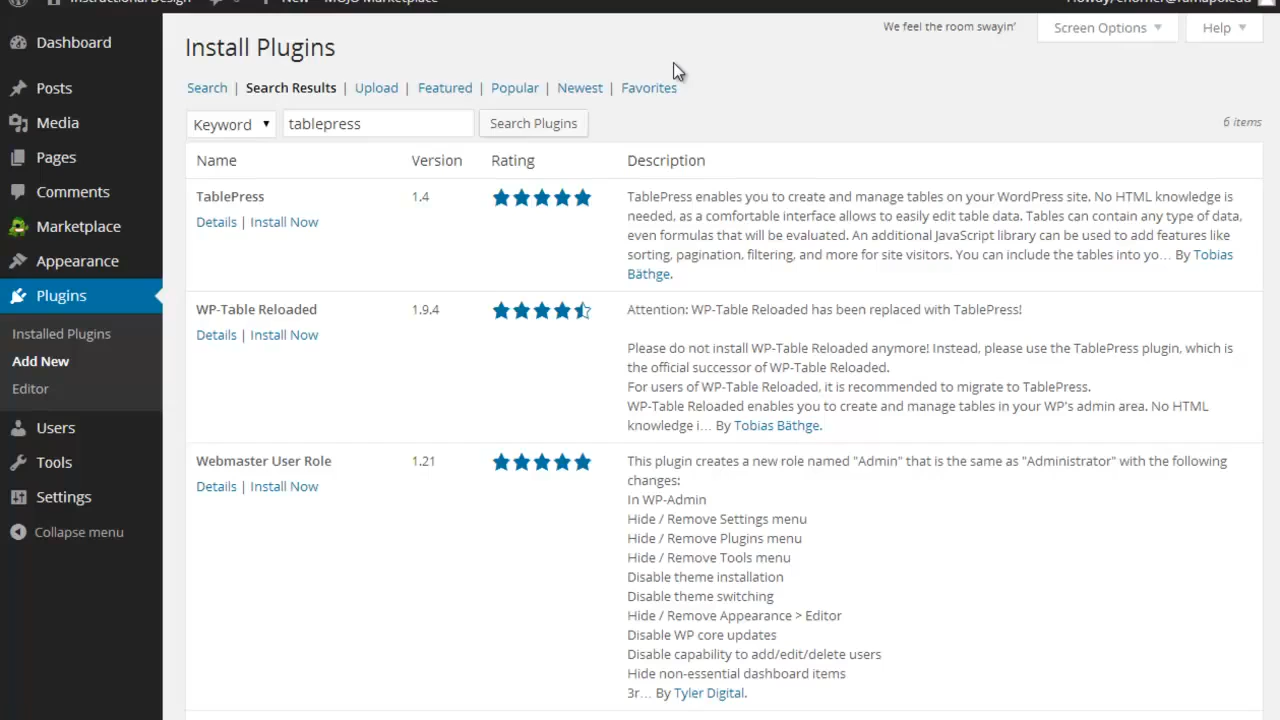 New
We feel the room swayin'
Screen Options
Help
Install Plugins
Search | Search Results | Upload | Featured | Popular | Newest | Favorites
Keyword
tablepress
Search Plugins
6 items
Name
Version
Rating
Description
TablePress
Details | Install Now
1.4
TablePress enables you to create and manage tables on your WordPress site. No HTML knowledge is
needed, as a comfortable interface allows to easily edit table data. Tables can contain any type of data,
even formulas that will be evaluated. An additional JavaScript library can be used to add features like
sorting, pagination, filtering, and more for site visitors. You can include the tables into yo… By Tobias
Bäthge.
WP-Table Reloaded
Details | Install Now
1.9.4
Attention: WP-Table Reloaded has been replaced with TablePress!
Please do not install WP-Table Reloaded anymore! Instead, please use the TablePress plugin, which is
the official successor of WP-Table Reloaded.
For users of WP-Table Reloaded, it is recommended to migrate to TablePress.
WP-Table Reloaded enables you to create and manage tables in your WP's admin area. No HTML
knowledge i… By Tobias Bäthge.
Webmaster User Role
Details | Install Now
1.21
This plugin creates a new role named "Admin" that is the same as "Administrator" with the following
changes:
In WP-Admin
Hide / Remove Settings menu
Hide / Remove Plugins menu
Hide / Remove Tools menu
Disable theme installation
Disable theme switching
Hide / Remove Appearance > Editor
Disable WP core updates
Disable capability to add/edit/delete users
Hide non-essential dashboard items
3r… By Tyler Digital.
Dashboard
Posts
Media
Pages
Comments
Marketplace
Appearance
Plugins
Installed Plugins
Add New
Editor
Users
Tools
Settings
Collapse menu